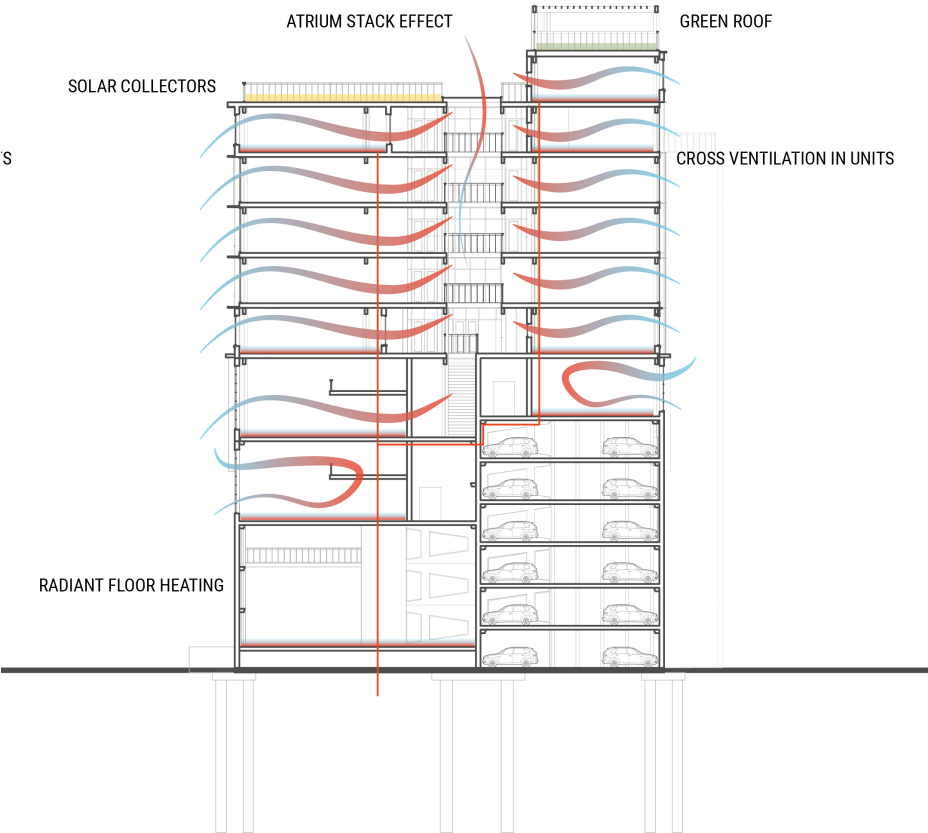 ATRIUM STACK EFFECT
GREEN ROOF
SOLAR COLLECTORS
S
CROSS VENTILATION IN UNITS
RADIANT FLOOR HEATING